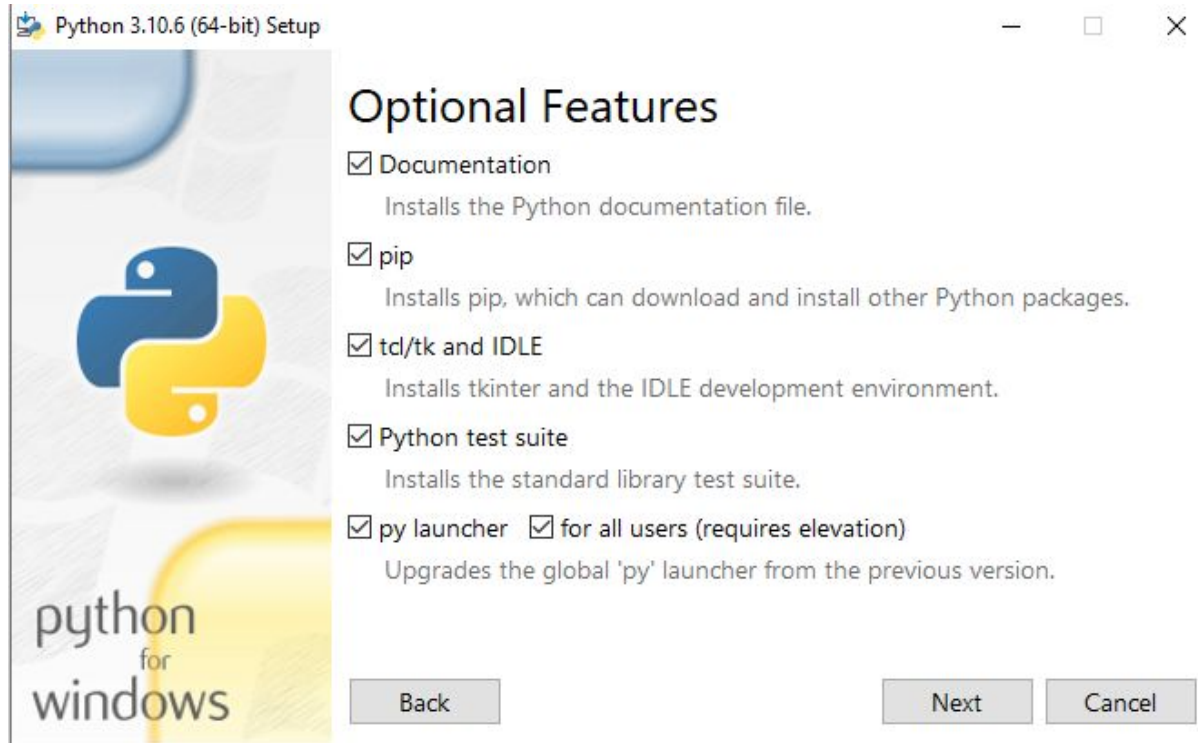 Python 3.10.6 (64-bit) Setup
Optional Features
Documentation
Installs the Python documentation file.
pip
Installs pip, which can download and install other Python packages.
tcl/tk and IDLE
Installs tkinter and the IDLE development environment.
Python test suite
Installs the standard library test suite.
py launcher for all users (requires elevation)
Upgrades the global 'py' launcher from the previous version.
python
for
windows
Back Next Cancel